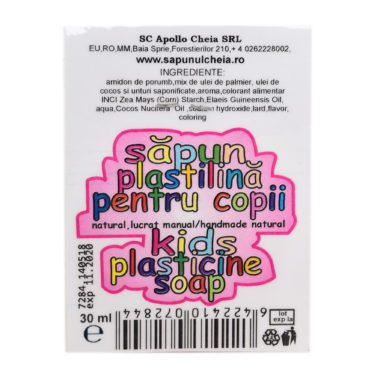 SC Apollo Cheia SRL
EU,RO,MM,Baia Sprie,Forestierilor 210,+ 4 0262228002,
www.sapunulcheia.ro
INGREDIENTE:
amidon de porumb,mix de ulei de palmier, ulei de
cocos si unturi saponificate,aroma,colorant alimentar
INCI Zea Mays (Corn) Starch,Elaeis Guineensis Oil,
aqua,Cocos Nucifera Oil ,sodium hydroxide,lard,flavor,
coloring
săpun
plastilină
pentru copii
natural,lucrat manual/handmade natural
kids
plasticine
soap
7284.140518
exp 11.2020
30 ml
e
6 422410 072844
lot
exp la